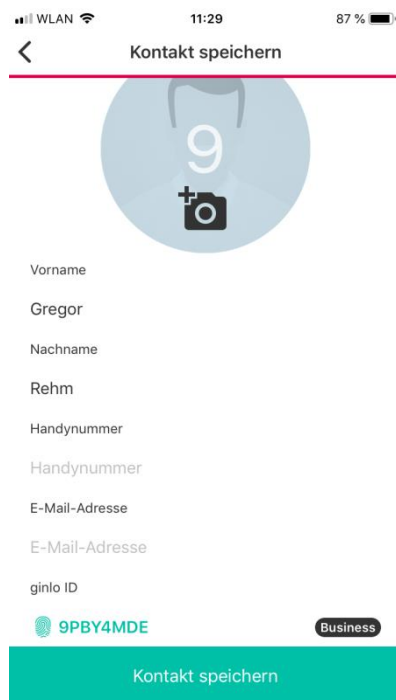 WLAN 11:29 87 %
Kontakt speichern
9
Vorname
Gregor
Nachname
Rehm
Handynummer
Handynummer
E-Mail-Adresse
E-Mail-Adresse
ginlo ID
9PBY4MDE Business
Kontakt speichern